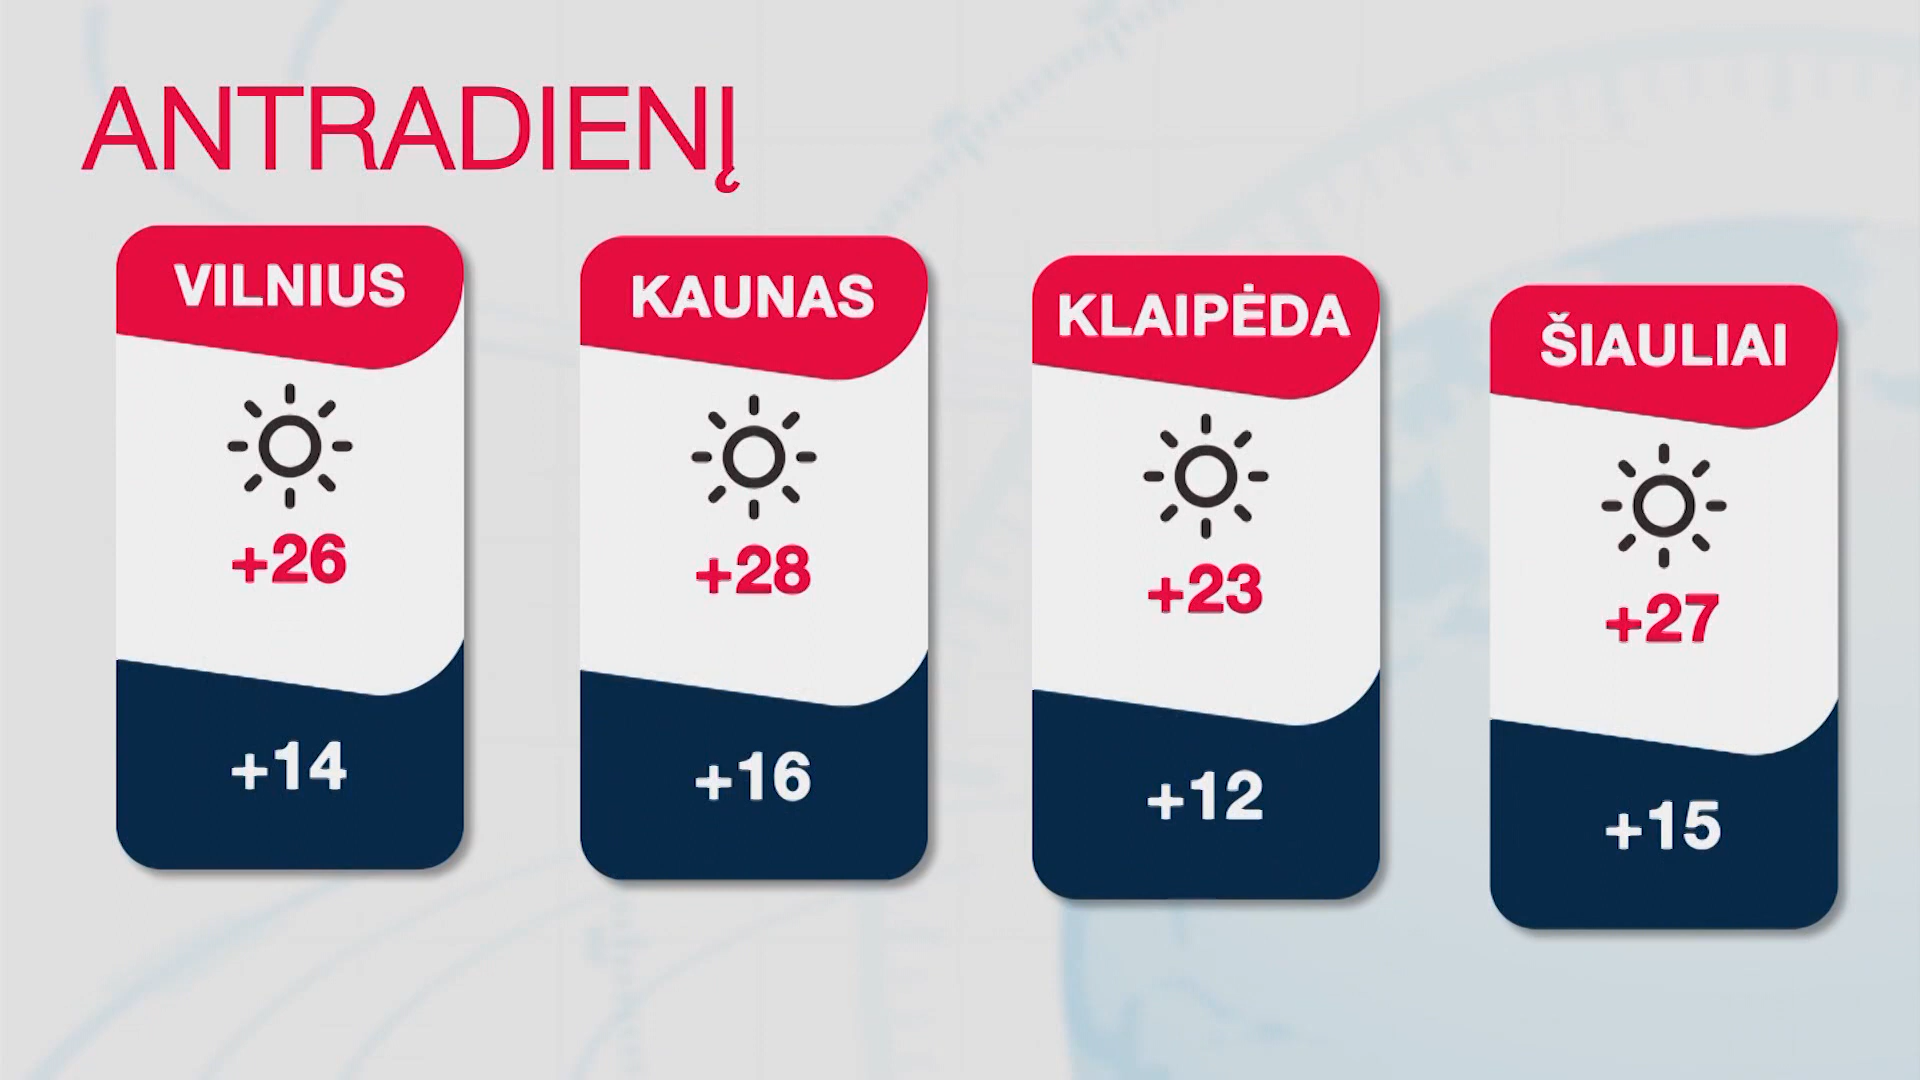 ANTRADIENĮ
VILNIUS
+26
+14
KAUNAS
+28
+16
KLAIPĖDA
+23
+12
ŠIAULIAI
+27
+15